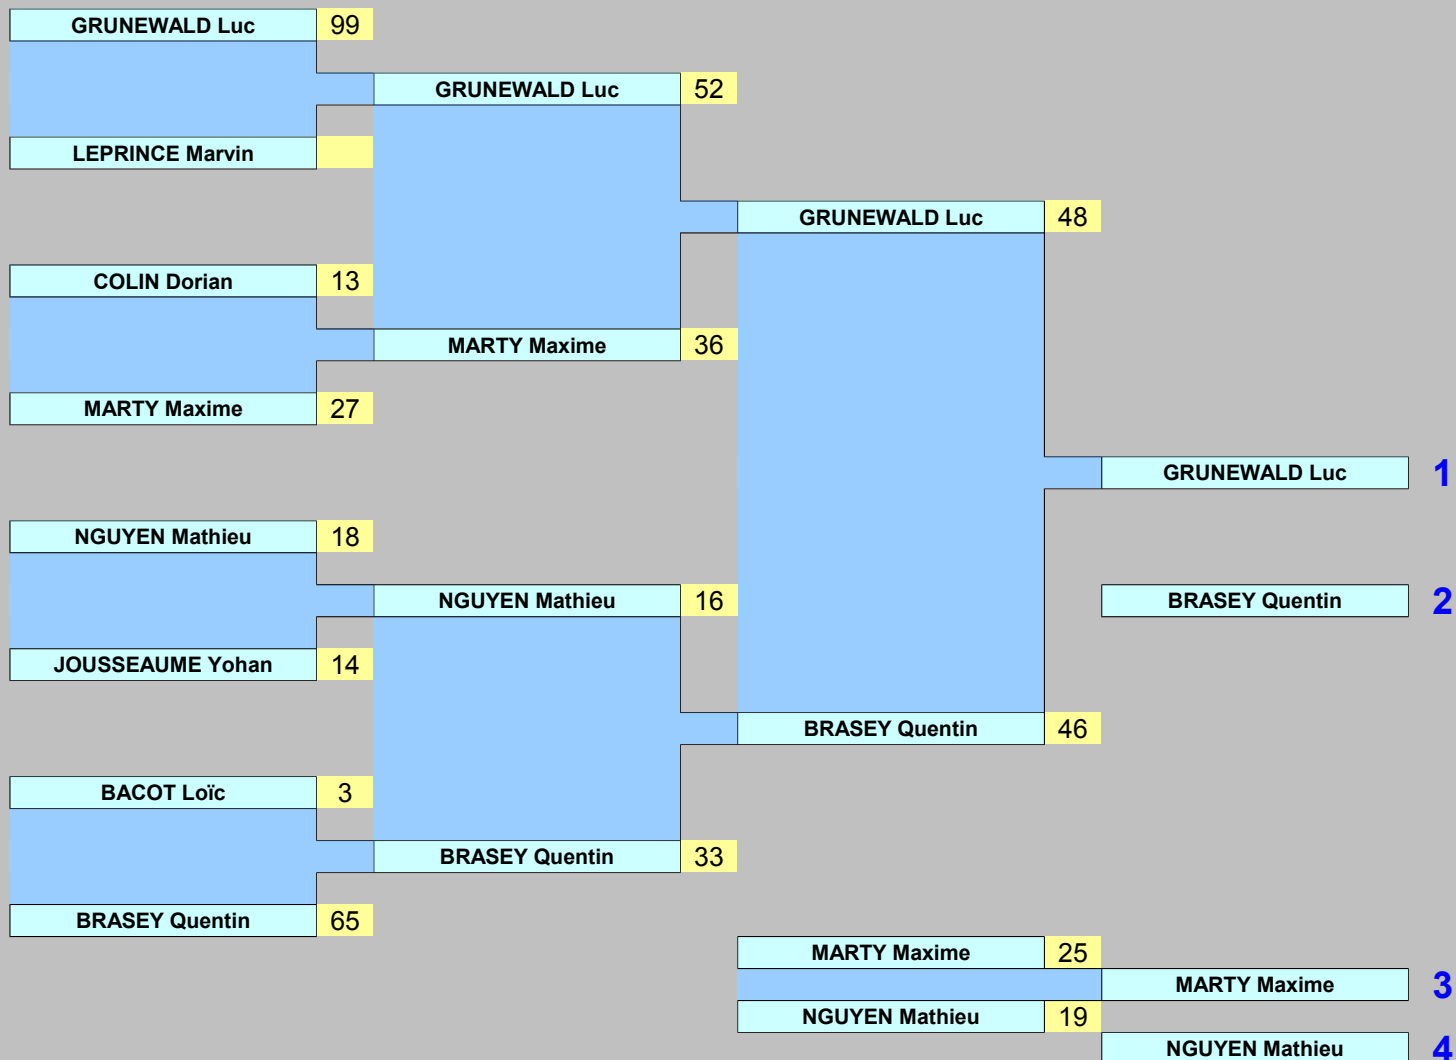 GRUNEWALD Luc 99
GRUNEWALD Luc 52
LEPRINCE Marvin
GRUNEWALD Luc 48
COLIN Dorian 13
MARTY Maxime 36
MARTY Maxime 27
GRUNEWALD Luc 1
NGUYEN Mathieu 18
NGUYEN Mathieu 16 BRASEY Quentin 2
JOUSSEAUME Yohan 14
BRASEY Quentin 46
BACOT Loïc 3
BRASEY Quentin 33
BRASEY Quentin 65
MARTY Maxime 25
MARTY Maxime 3
NGUYEN Mathieu 19
NGUYEN Mathieu 4